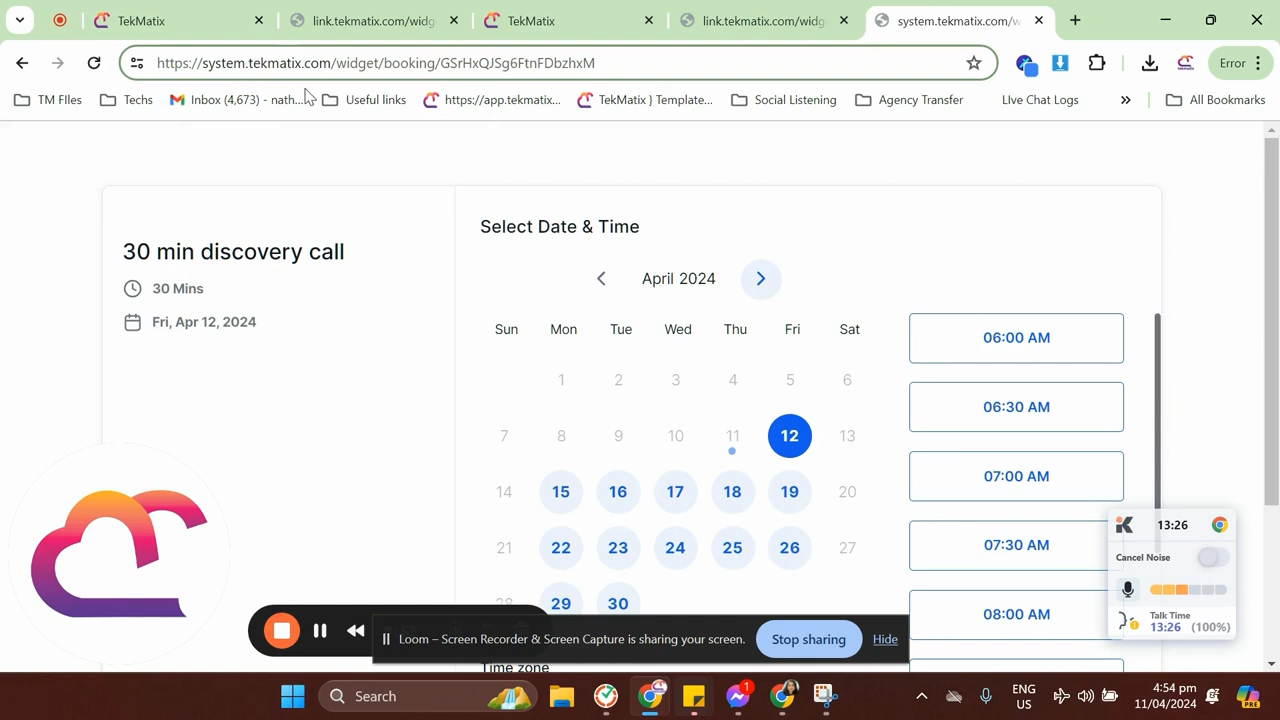 TekMatix
link.tekmatix.com/widg
TekMatix
link.tekmatix.com/widg
system.tekmatix.com/w
https://system.tekmatix.com/widget/booking/GSrHxQJSg6FtnFDbzhxM
Error
TM FIles
Techs
Inbox (4,673) - nath...
Useful links
https://app.tekmatix...
TekMatix } Template...
Social Listening
Agency Transfer
LIve Chat Logs
All Bookmarks
30 min discovery call
30 Mins
Fri, Apr 12, 2024
Select Date & Time
April 2024
Sun Mon Tue Wed Thu Fri Sat
1 2 3 4 5 6
7 8 9 10 11 12 13
14 15 16 17 18 19 20
21 22 23 24 25 26 27
28 29 30
Time zone
06:00 AM
06:30 AM
07:00 AM
07:30 AM
08:00 AM
13:26
Cancel Noise
Talk Time
13:26 (100%)
Loom – Screen Recorder & Screen Capture is sharing your screen.
Stop sharing
Hide
Search
1
ENG
US
4:54 pm
11/04/2024
PRE